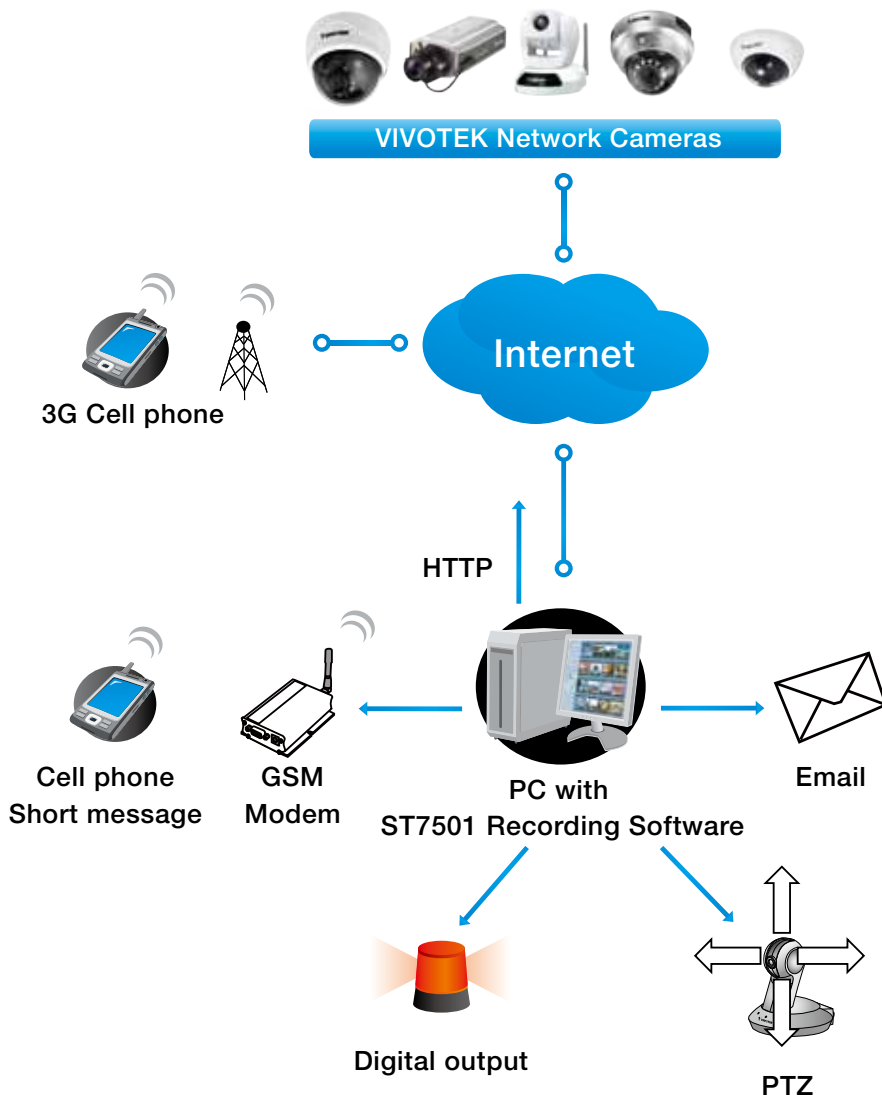 VIVOTEK Network Cameras
Internet
3G Cell phone
HTTP
Cell phone
Short message
GSM
Modem
PC with
ST7501 Recording Software
Email
Digital output
PTZ